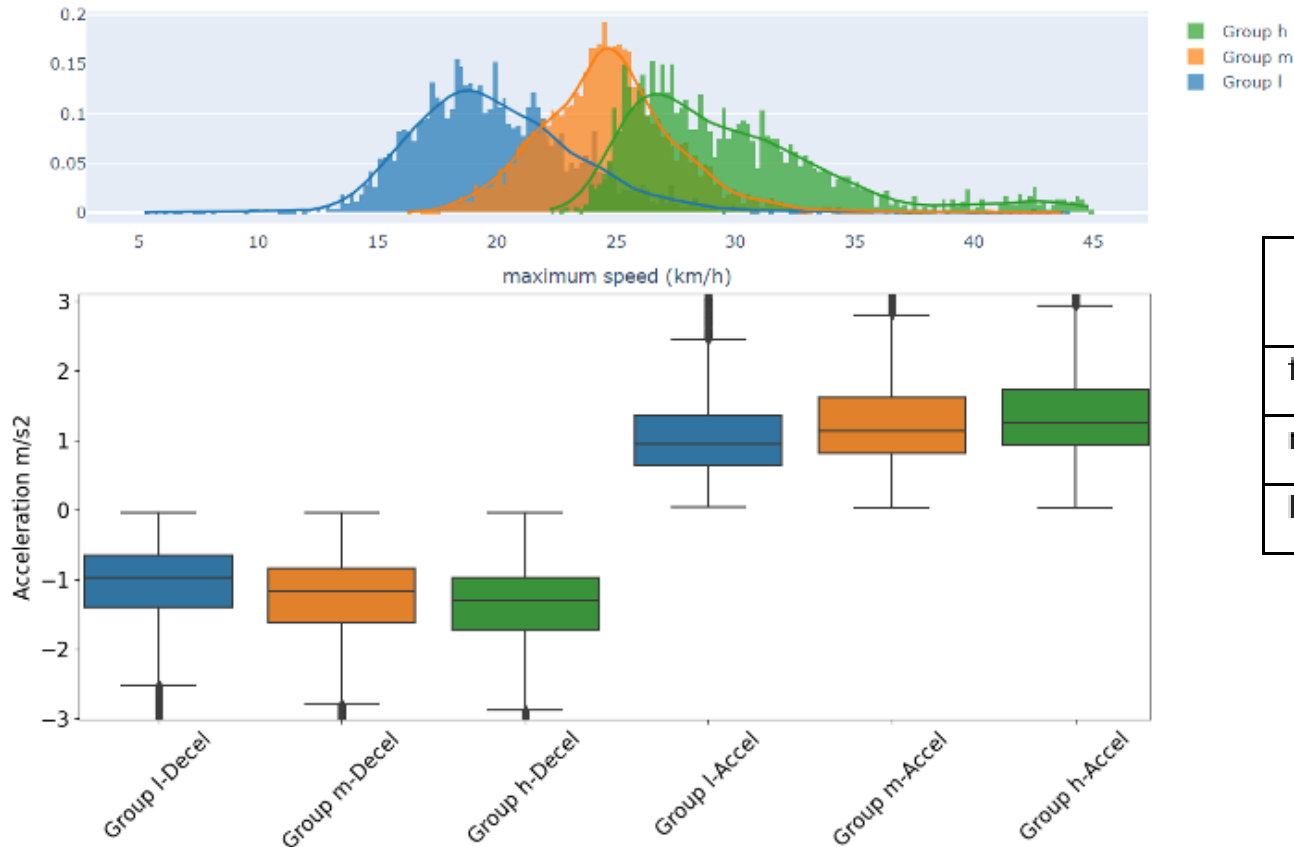 0.2
0.15
0.1
0.05
0
Group h
Group m
Group l
5 10 15 20 25 30 35 40 45
maximum speed (km/h)
3
2
1
0
−1
−2
−3
Acceleration m/s2
Group l-Decel
Group m-Decel
Group h-Decel
Group l-Accel
Group m-Accel
Group h-Accel